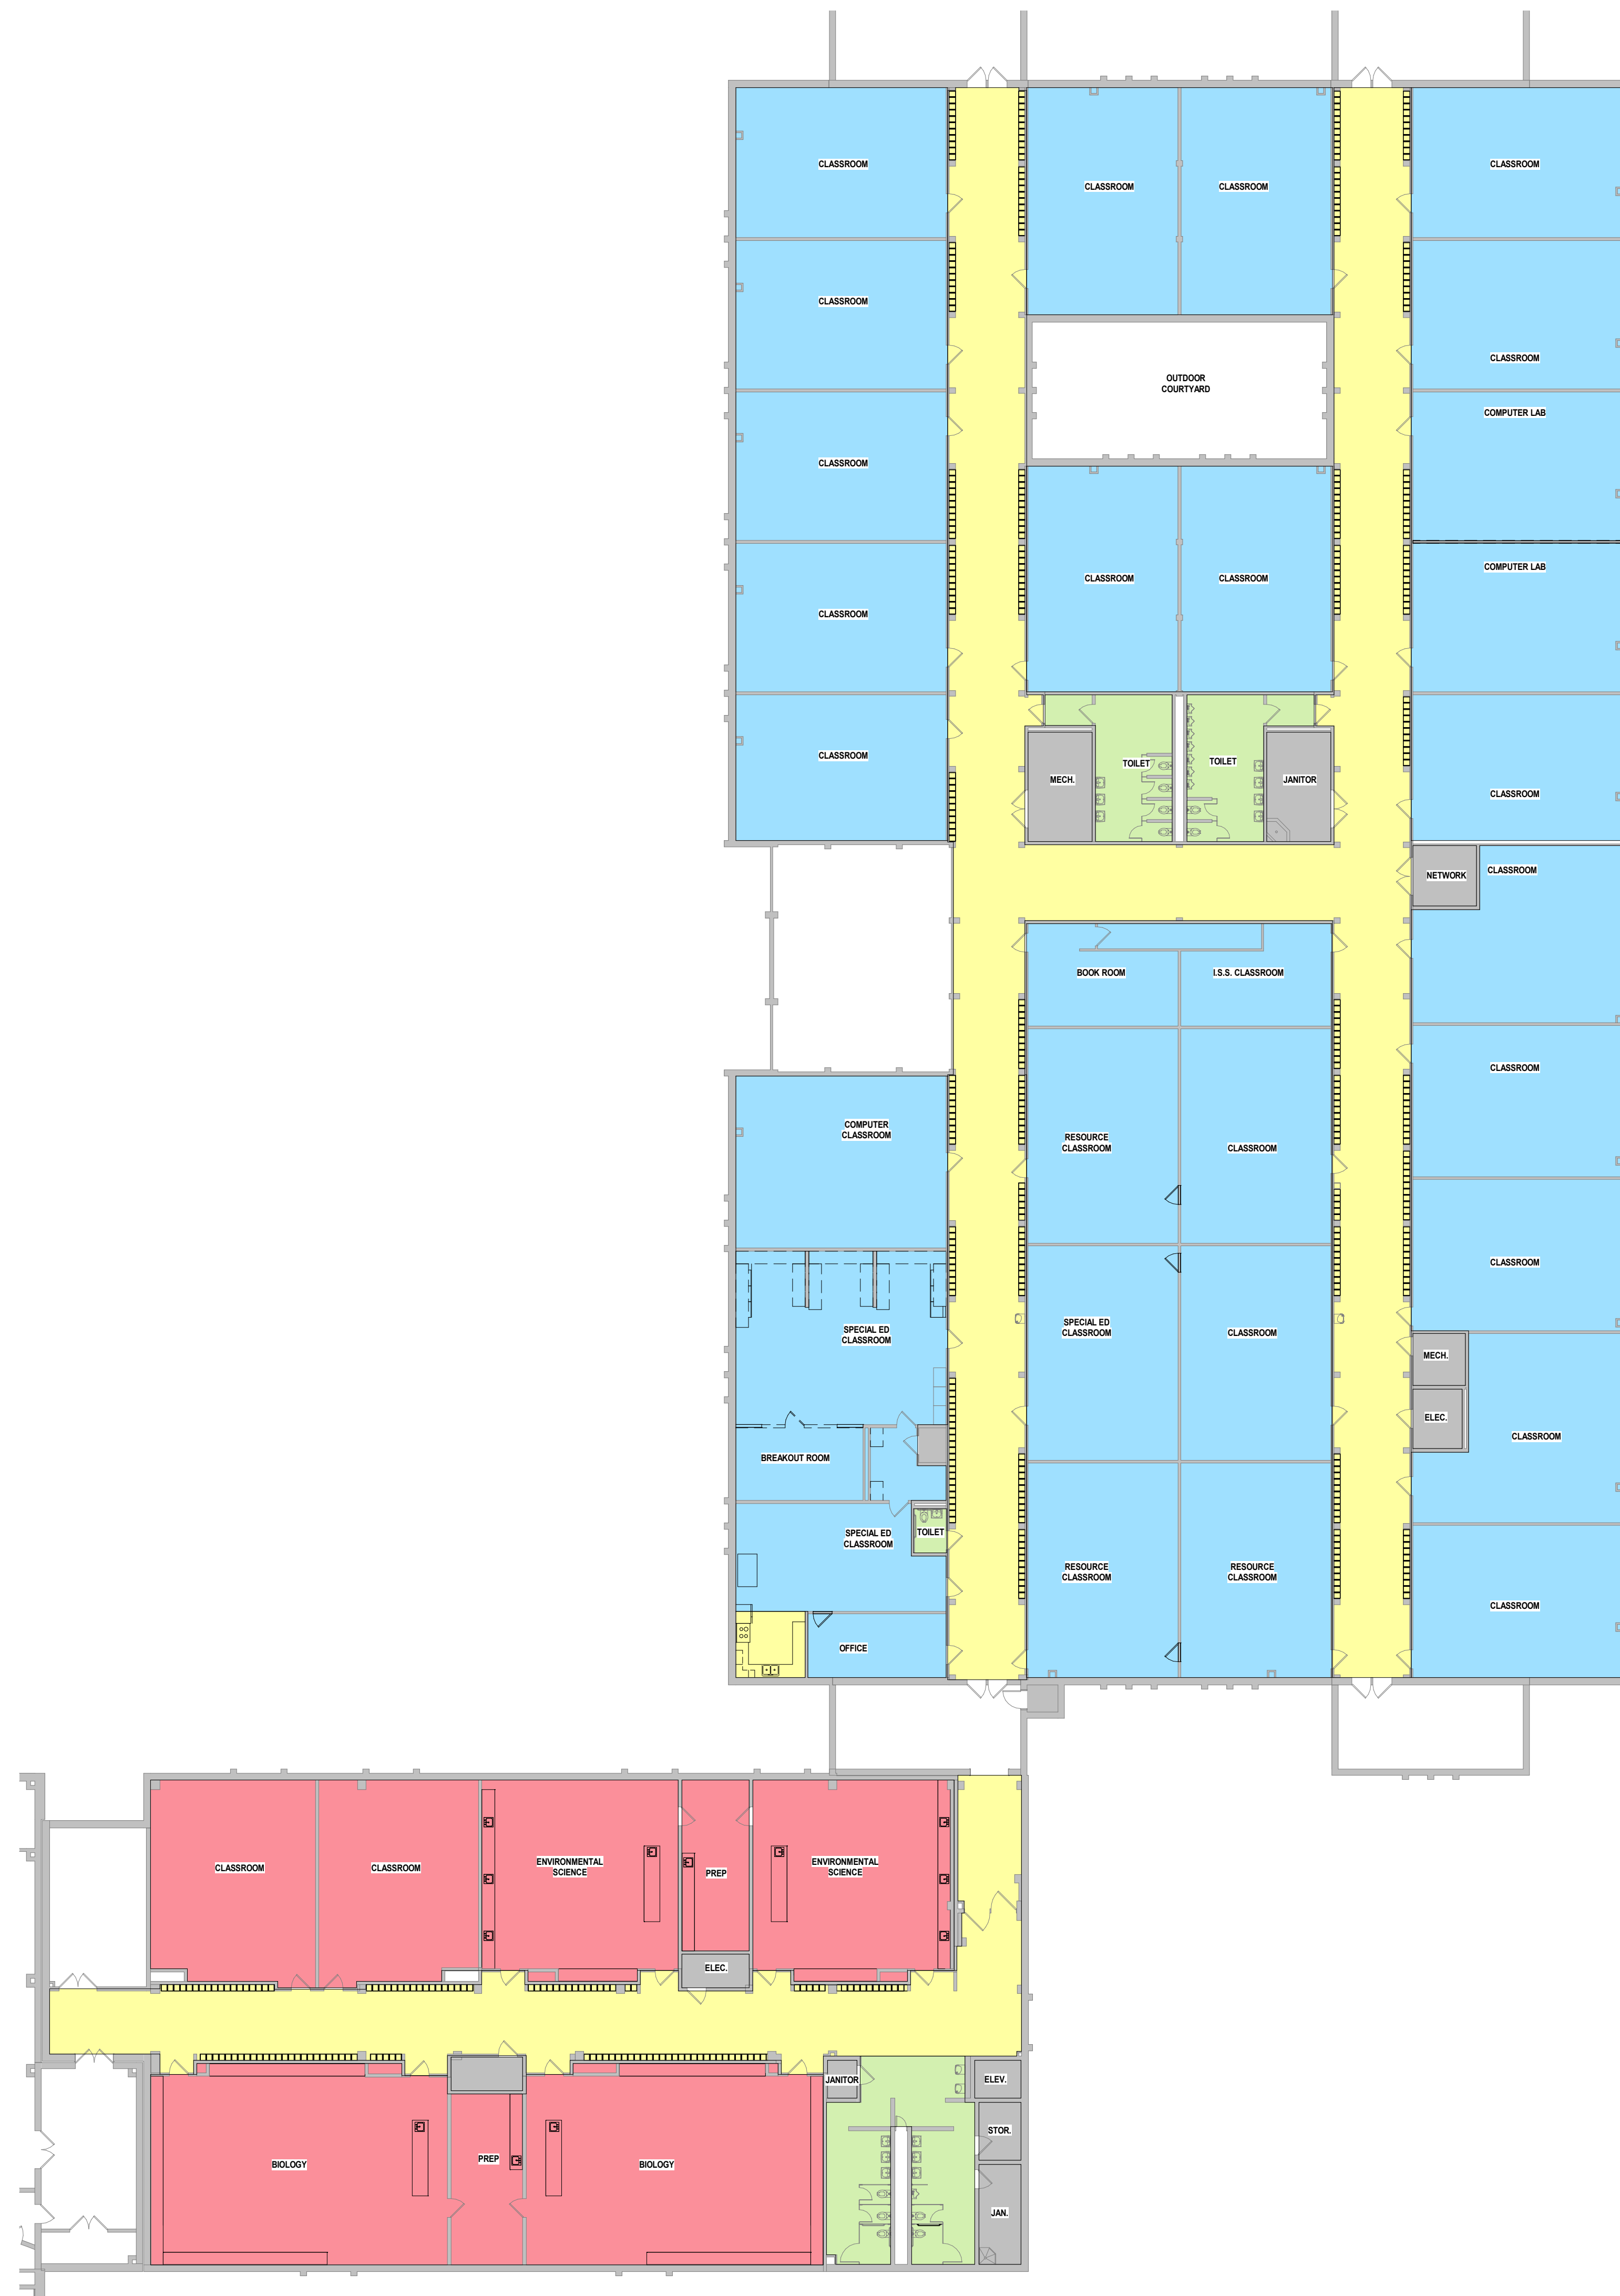 CLASSROOM
CLASSROOM
CLASSROOM
CLASSROOM
CLASSROOM
CLASSROOM
OUTDOOR
COURTYARD
COMPUTER LAB
CLASSROOM
COMPUTER LAB
CLASSROOM
CLASSROOM
CLASSROOM
CLASSROOM
MECH.
TOILET
TOILET
JANITOR
CLASSROOM
CLASSROOM
NETWORK
CLASSROOM
BOOK ROOM
I.S.S. CLASSROOM
CLASSROOM
COMPUTER
CLASSROOM
RESOURCE
CLASSROOM
CLASSROOM
CLASSROOM
SPECIAL ED
CLASSROOM
SPECIAL ED
CLASSROOM
CLASSROOM
MECH.
ELEC.
CLASSROOM
BREAKOUT ROOM
SPECIAL ED
CLASSROOM
TOILET
RESOURCE
CLASSROOM
RESOURCE
CLASSROOM
CLASSROOM
OFFICE
CLASSROOM
CLASSROOM
ENVIRONMENTAL
SCIENCE
PREP
ENVIRONMENTAL
SCIENCE
ELEC.
JANITOR
ELEV.
STOR.
BIOLOGY
PREP
BIOLOGY
JAN.